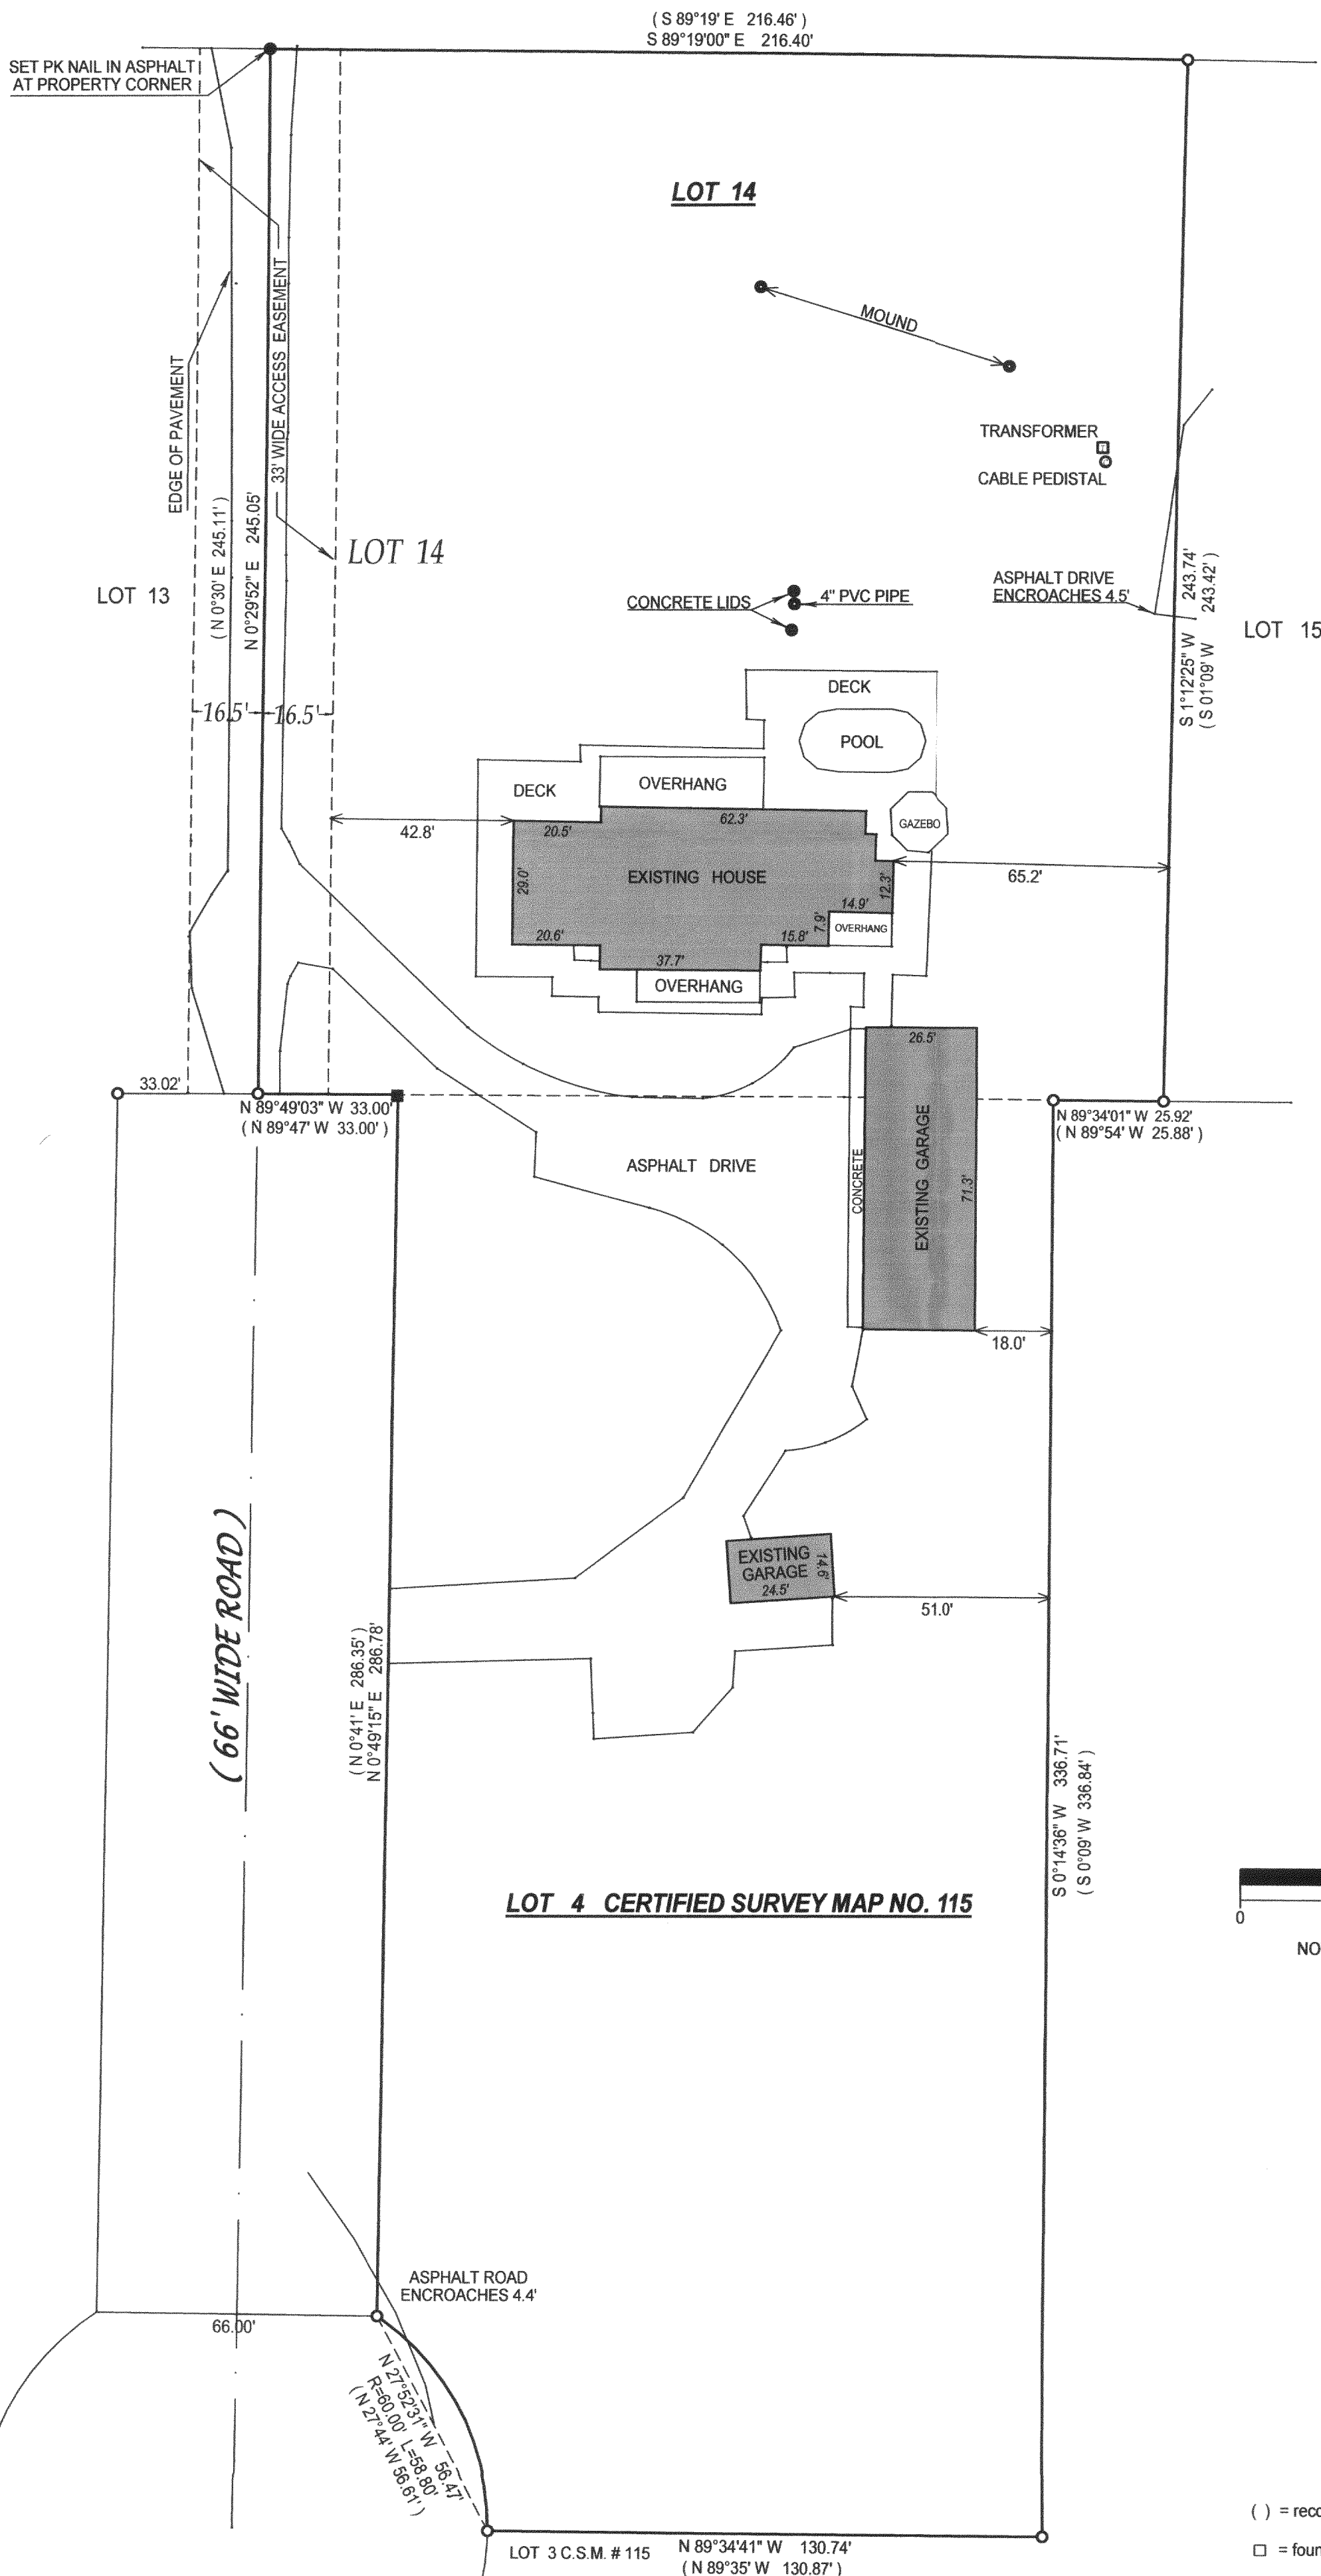 ( S 89°19' E 216.46' )
S 89°19'00" E 216.40'
SET PK NAIL IN ASPHALT
AT PROPERTY CORNER
LOT 14
MOUND
33' WIDE ACCESS EASEMENT
EDGE OF PAVEMENT
TRANSFORMER
CABLE PEDISTAL
( N 0°30' E 245.11' )
N 0°29'52" E 245.05'
LOT 14
LOT 13
CONCRETE LIDS
4" PVC PIPE
ASPHALT DRIVE
ENCROACHES 4.5'
S 1°12'25" W 243.74'
( S 01°09' W 243.42' )
LOT 15
16.5'
16.5'
DECK
POOL
DECK
OVERHANG
GAZEBO
42.8'
20.5'
62.3'
EXISTING HOUSE
29.0'
12.3'
65.2'
14.9'
7.9'
OVERHANG
20.6'
15.8'
37.7'
OVERHANG
26.5'
33.02'
N 89°49'03" W 33.00'
( N 89°47' W 33.00' )
N 89°34'01" W 25.92'
( N 89°54' W 25.88' )
ASPHALT DRIVE
CONCRETE
EXISTING GARAGE
71.3'
18.0'
EXISTING
GARAGE
14.6'
24.5'
51.0'
( 66' WIDE ROAD )
( N 0°41' E 286.35' )
N 0°49'15" E 286.78'
S 0°14'36" W 336.71'
( S 0°09' W 336.84' )
LOT 4 CERTIFIED SURVEY MAP NO. 115
0
NO
ASPHALT ROAD
ENCROACHES 4.4'
66.00'
N 27°52'31" W 56.47'
R=60.00' L=58.80'
( N 27°44' W 56.61' )
( ) = reco
= foun
LOT 3 C.S.M. # 115
N 89°34'41" W 130.74'
( N 89°35' W 130.87' )